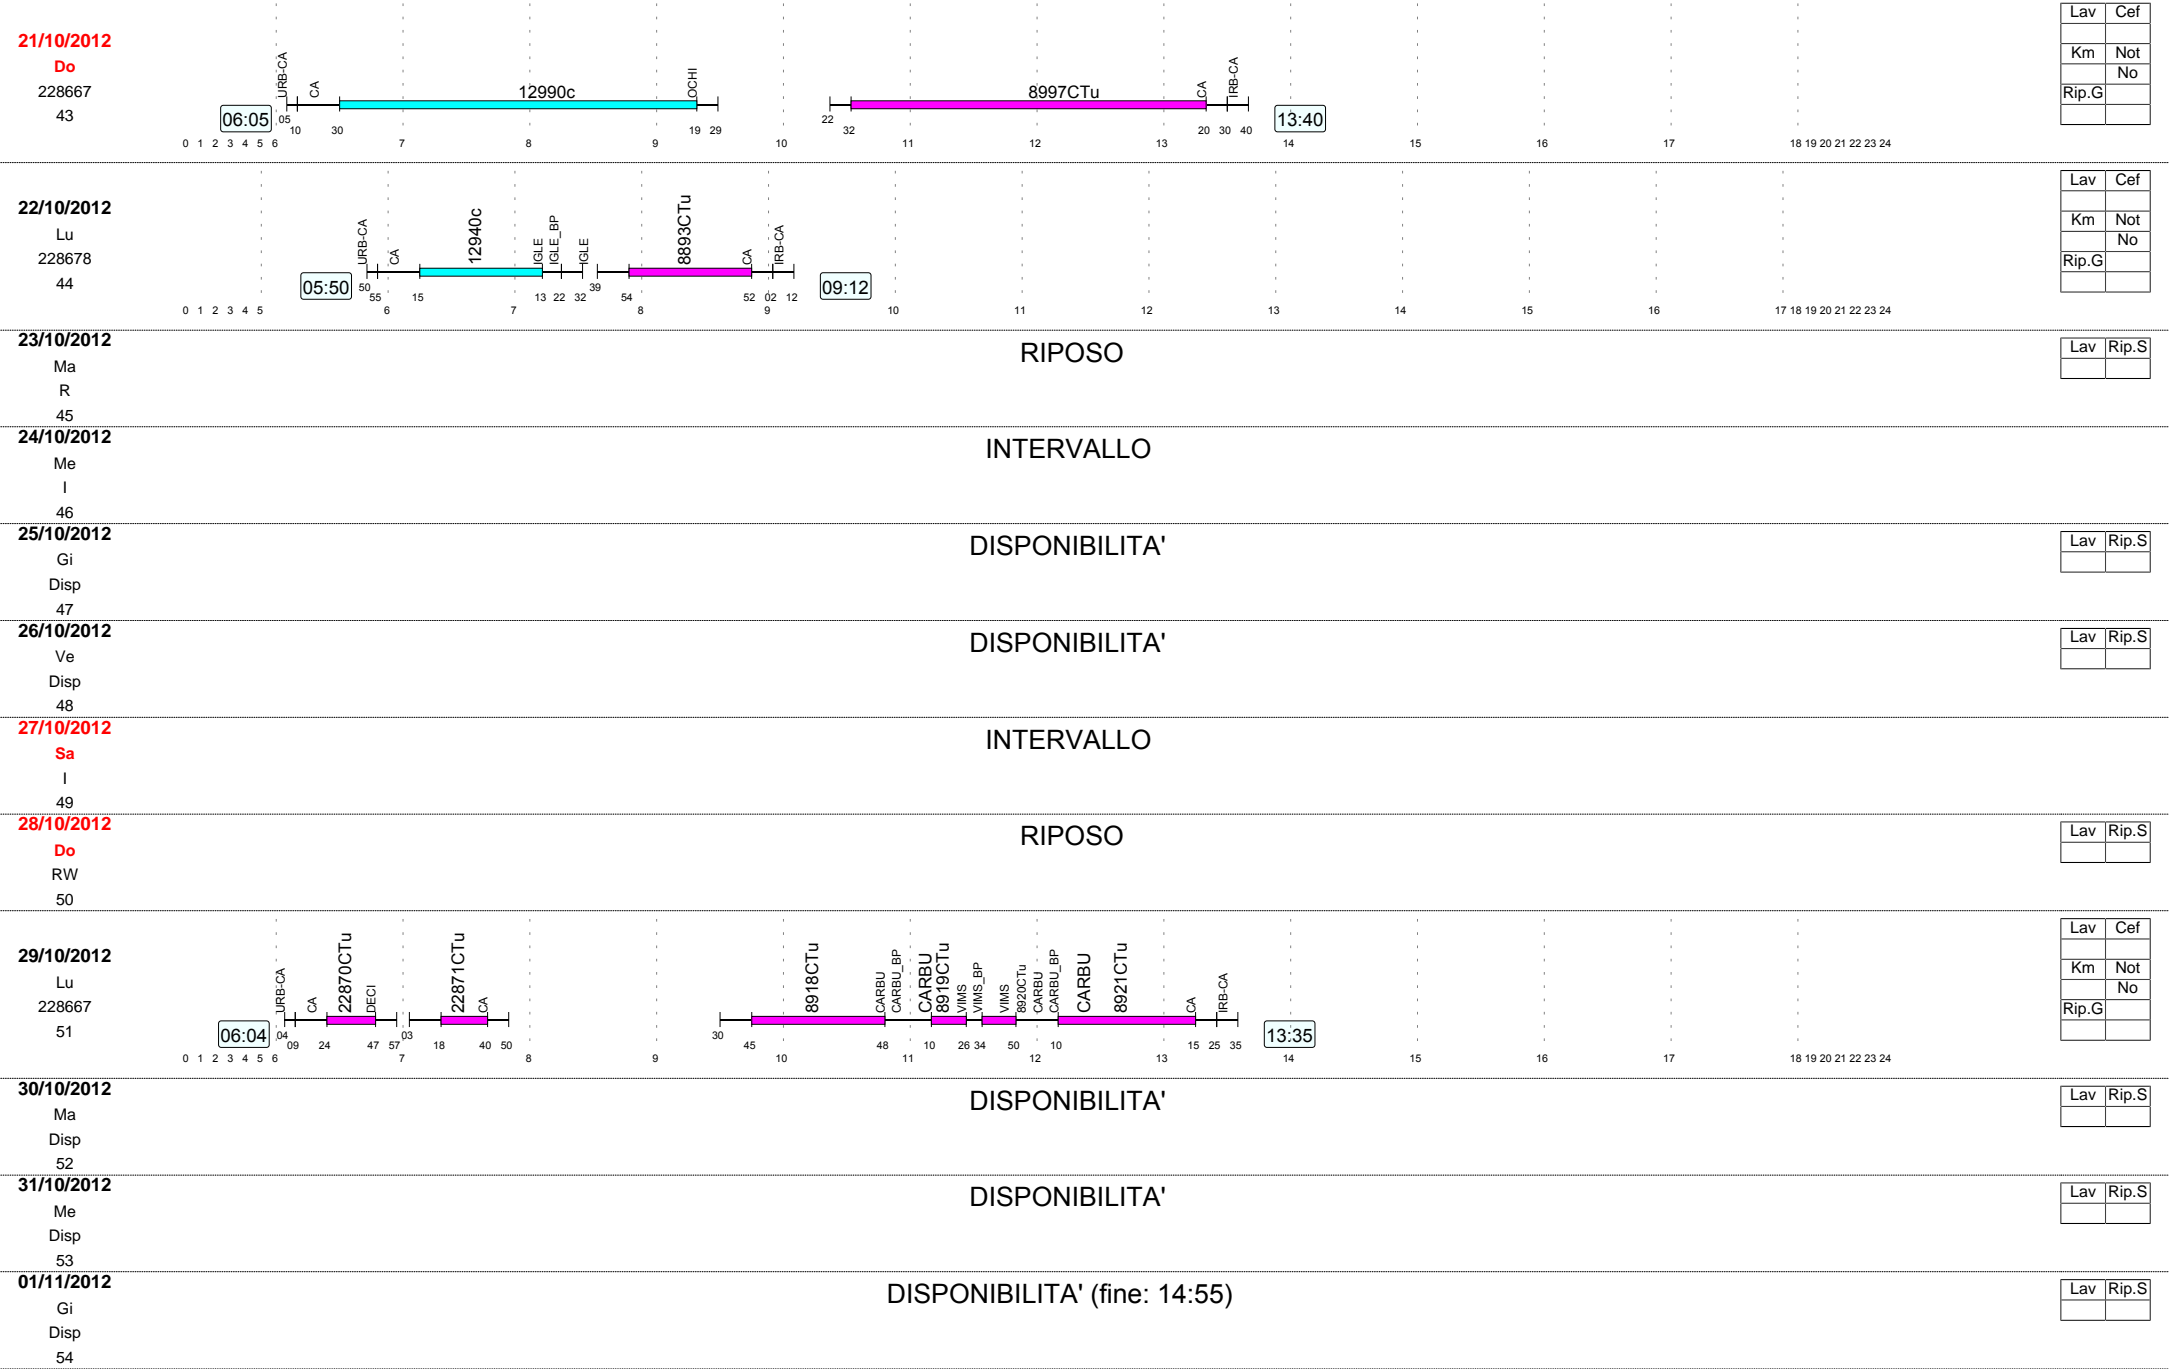 21/10/2012
Do
228667
43
06:05
URB-CA CA 12990c OCHI 8997CTu CA IRB-CA
05 10 30 19 29 22 32 20 30 40
13:40
0 1 2 3 4 5 6 7 8 9 10 11 12 13 14 15 16 17 18 19 20 21 22 23 24
Lav Cef
Km Not
No
Rip.G
22/10/2012
Lu
228678
44
05:50
URB-CA CA 12940c IGLE IGLE_BP IGLE 8893CTu CA IRB-CA
50 55 15 13 22 32 39 54 52 02 12
09:12
0 1 2 3 4 5 6 7 8 9 10 11 12 13 14 15 16 17 18 19 20 21 22 23 24
Lav Cef
Km Not
No
Rip.G
23/10/2012
Ma
R
45
RIPOSO
Lav Rip.S
24/10/2012
Me
I
46
INTERVALLO
25/10/2012
Gi
Disp
47
DISPONIBILITA'
Lav Rip.S
26/10/2012
Ve
Disp
48
DISPONIBILITA'
Lav Rip.S
27/10/2012
Sa
I
49
INTERVALLO
28/10/2012
Do
RW
50
RIPOSO
Lav Rip.S
29/10/2012
Lu
228667
51
06:04
URB-CA CA 22870CTu DECI 22871CTu CA 8918CTu CARBU CARBU_BP CARBU 8919CTu VIMS VIMS_BP VIMS 8920CTu CARBU CARBU_BP CARBU 8921CTu CA IRB-CA
04 09 24 47 57 03 18 40 50 30 45 48 10 26 34 50 10 15 25 35
13:35
0 1 2 3 4 5 6 7 8 9 10 11 12 13 14 15 16 17 18 19 20 21 22 23 24
Lav Cef
Km Not
No
Rip.G
30/10/2012
Ma
Disp
52
DISPONIBILITA'
Lav Rip.S
31/10/2012
Me
Disp
53
DISPONIBILITA'
Lav Rip.S
01/11/2012
Gi
Disp
54
DISPONIBILITA' (fine: 14:55)
Lav Rip.S